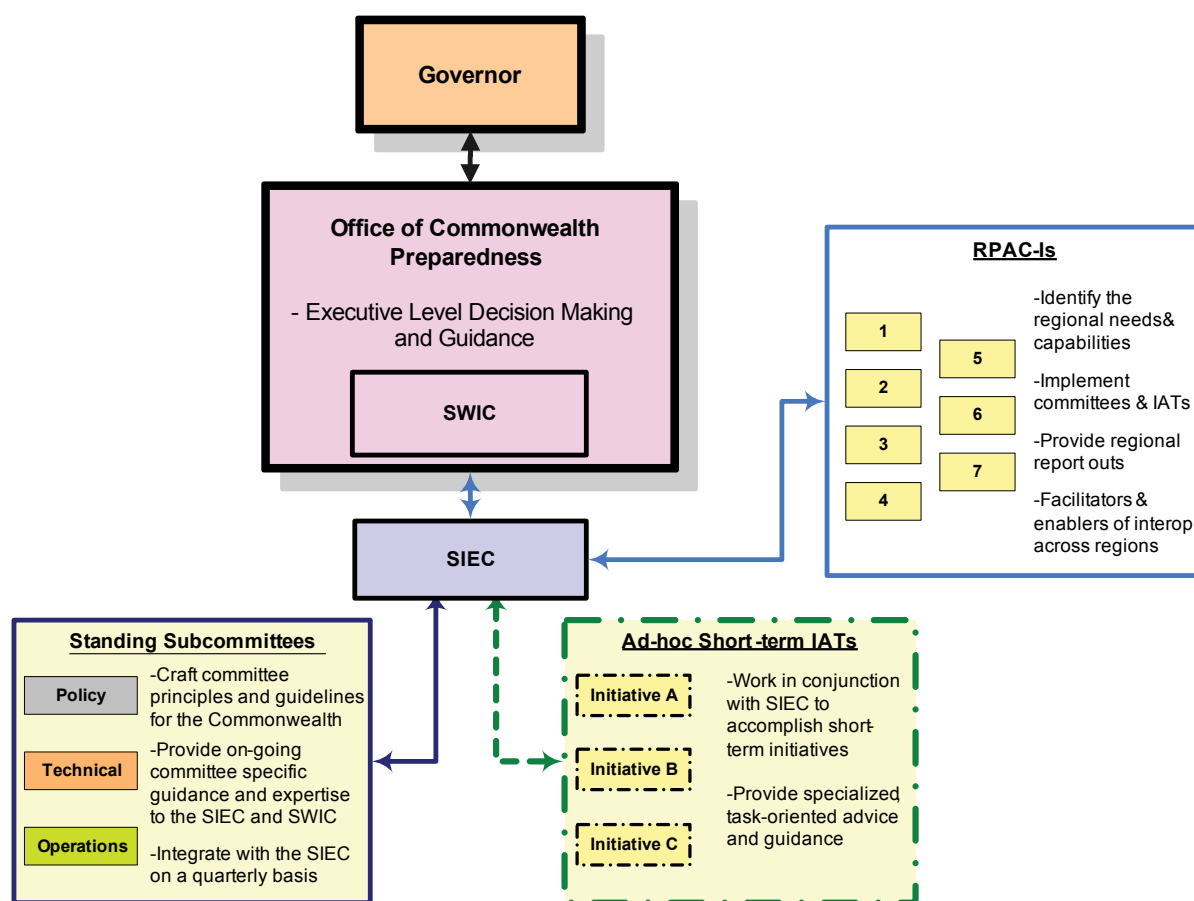 Governor
Office of Commonwealth
Preparedness
- Executive Level Decision Making
and Guidance
SWIC
SIEC
RPAC-Is
1
2
3
4
5
6
7
-Identify the
regional needs&
capabilities
-Implement
committees & IATs
-Provide regional
report outs
-Facilitators &
enablers of interop
across regions
Standing Subcommittees
Policy
Technical
Operations
-Craft committee
principles and guidelines
for the Commonwealth
-Provide on-going
committee specific
guidance and expertise
to the SIEC and SWIC
-Integrate with the SIEC
on a quarterly basis
Ad-hoc Short-term IATs
Initiative A
Initiative B
Initiative C
-Work in conjunction
with SIEC to
accomplish short-
term initiatives
-Provide specialized,
task-oriented advice
and guidance